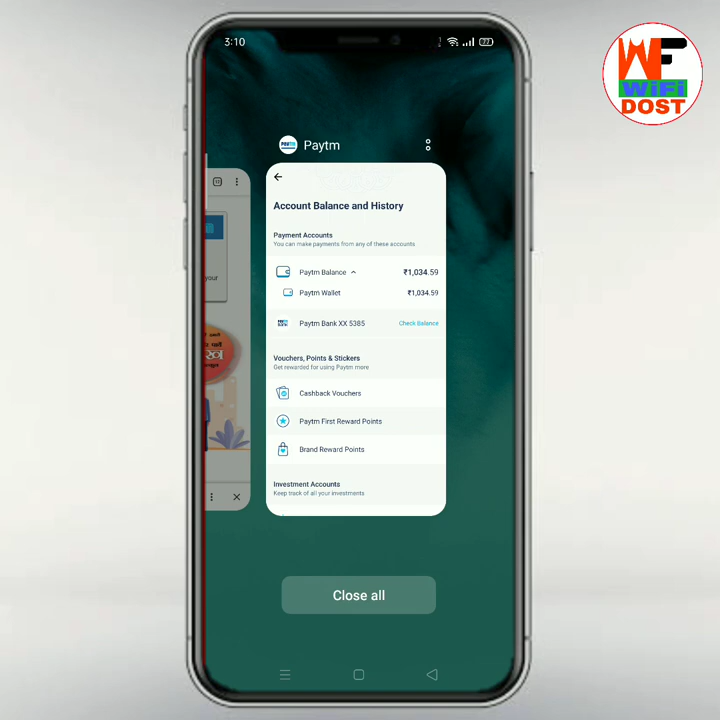 3:10
77
WF
WiFi
DOST
PAYTM
Paytm
13
Account Balance and History
Payment Accounts
You can make payments from any of these accounts
Paytm Balance
₹1,034.59
Paytm Wallet
₹1,034.59
your
Paytm Bank XX 5385
Check Balance
Vouchers, Points & Stickers
Get rewarded for using Paytm more
Cashback Vouchers
Paytm First Reward Points
Brand Reward Points
Investment Accounts
Keep track of all your investments
Close all